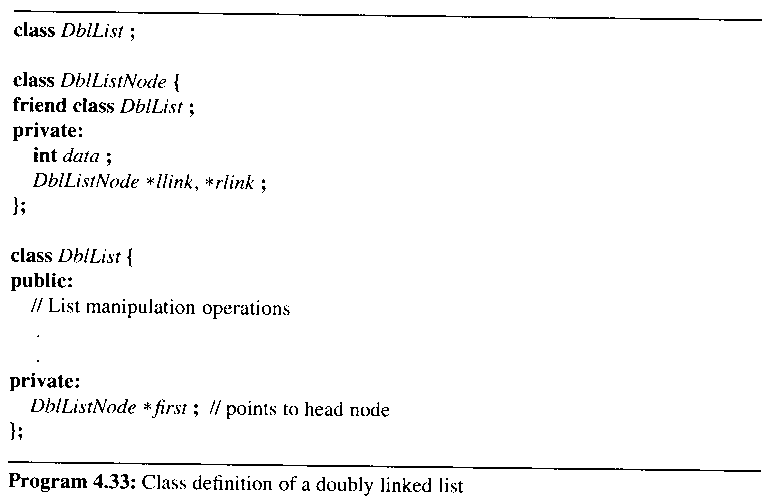 class DblList ;
class DblListNode {
friend class DblList ;
private:
int data ;
DblListNode *llink, *rlink ;
};
class DblList {
public:
// List manipulation operations
.
.
private:
DblListNode *first ; // points to head node
};
Program 4.33: Class definition of a doubly linked list